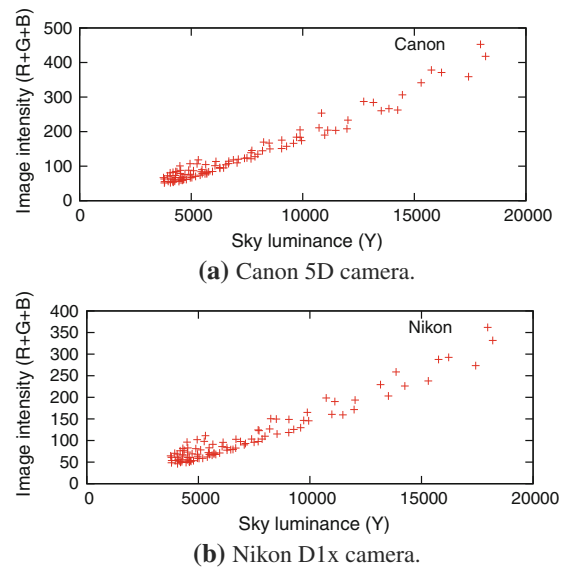 500
400
300
200
100
0
Image intensity (R+G+B)
Canon
0 5000 10000 15000 20000
Sky luminance (Y)
(a) Canon 5D camera.
400
350
300
250
200
150
100
50
0
Image intensity (R+G+B)
Nikon
0 5000 10000 15000 20000
Sky luminance (Y)
(b) Nikon D1x camera.